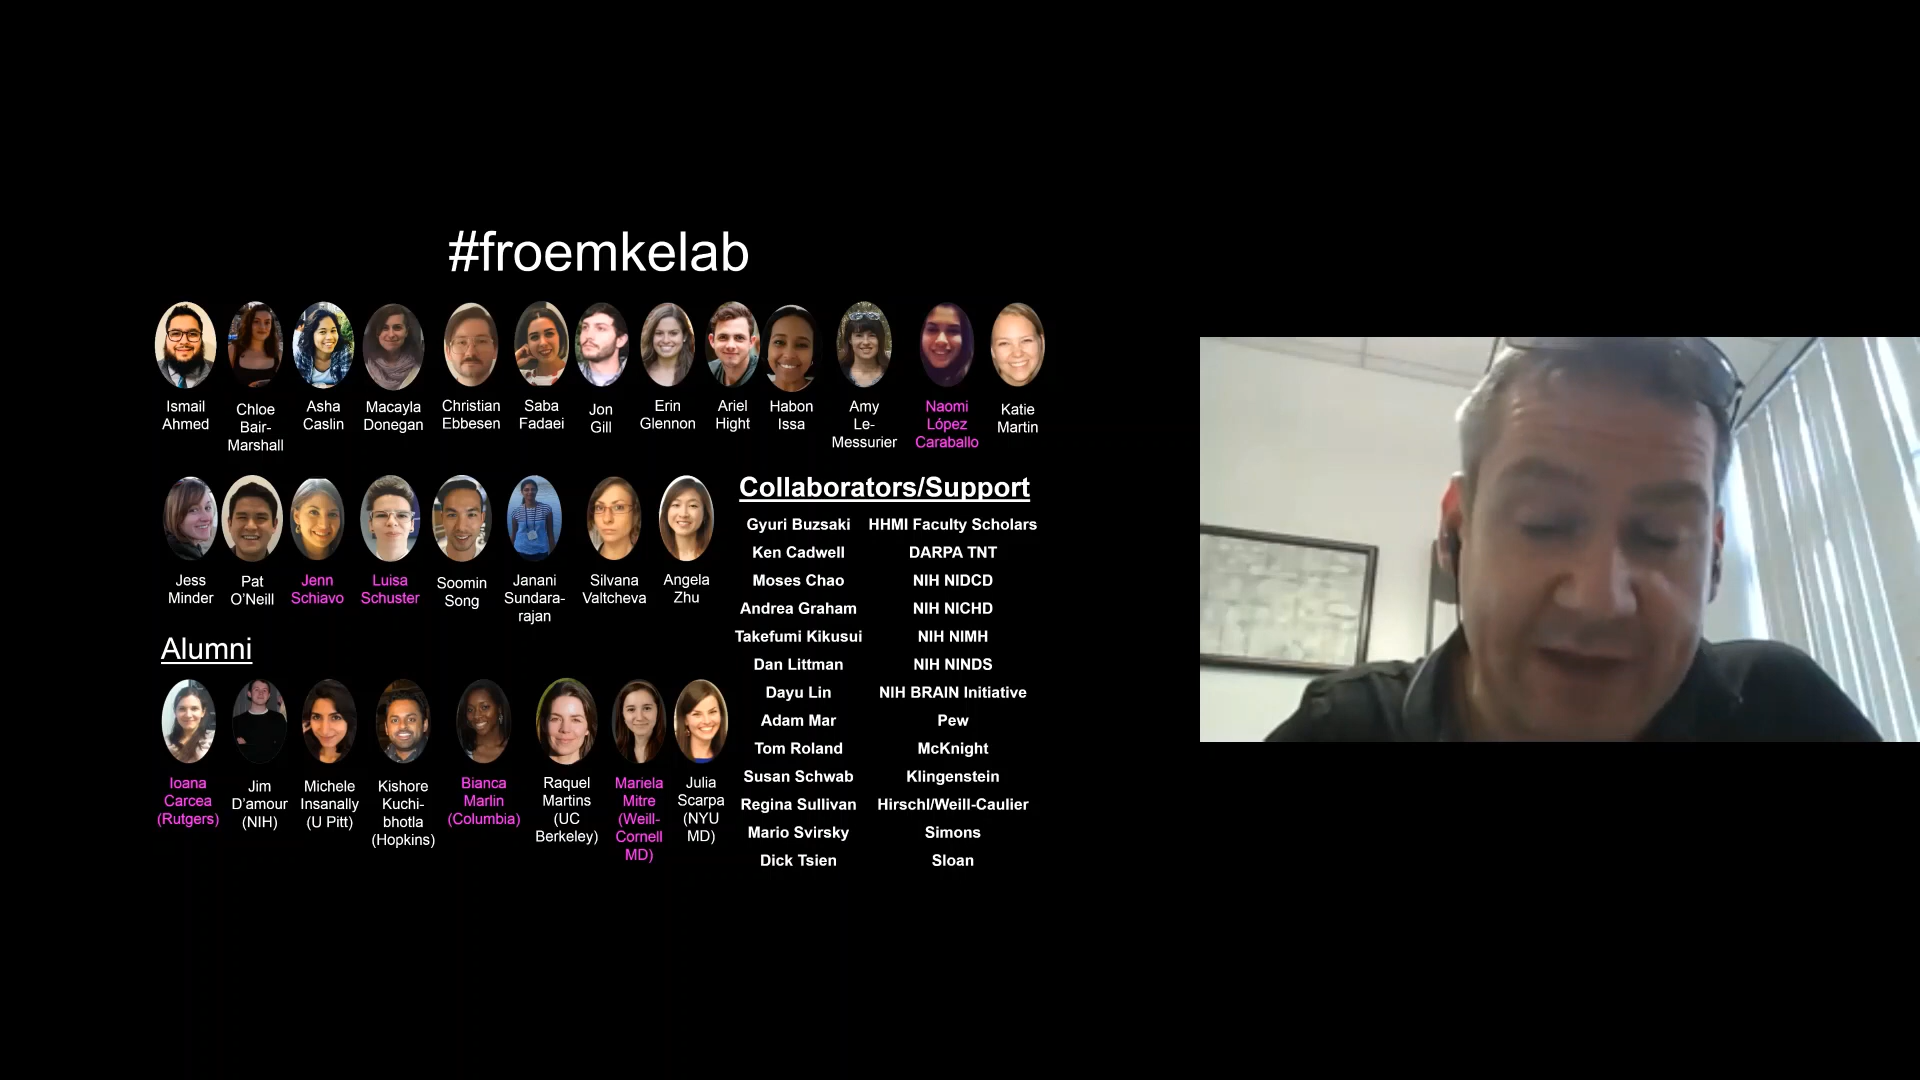 #froemkelab
Ismail
Ahmed
Chloe
Bair-
Marshall
Asha
Caslin
Macayla
Donegan
Christian
Ebbesen
Saba
Fadaei
Jon
Gill
Erin
Glennon
Ariel
Hight
Habon
Issa
Amy
Le-
Messurier
Naomi
López
Caraballo
Katie
Martin
Jess
Minder
Pat
O’Neill
Jenn
Schiavo
Luisa
Schuster
Soomin
Song
Janani
Sundara-
rajan
Silvana
Valtcheva
Angela
Zhu
Alumni
Ioana
Carcea
(Rutgers)
Jim
D’amour
(NIH)
Michele
Insanally
(U Pitt)
Kishore
Kuchi-
bhotla
(Hopkins)
Bianca
Marlin
(Columbia)
Raquel
Martins
(UC
Berkeley)
Mariela
Mitre
(Weill-
Cornell
MD)
Julia
Scarpa
(NYU
MD)
Collaborators/Support
Gyuri Buzsaki
Ken Cadwell
Moses Chao
Andrea Graham
Takefumi Kikusui
Dan Littman
Dayu Lin
Adam Mar
Tom Roland
Susan Schwab
Regina Sullivan
Mario Svirsky
Dick Tsien
HHMI Faculty Scholars
DARPA TNT
NIH NIDCD
NIH NICHD
NIH NIMH
NIH NINDS
NIH BRAIN Initiative
Pew
McKnight
Klingenstein
Hirschl/Weill-Caulier
Simons
Sloan